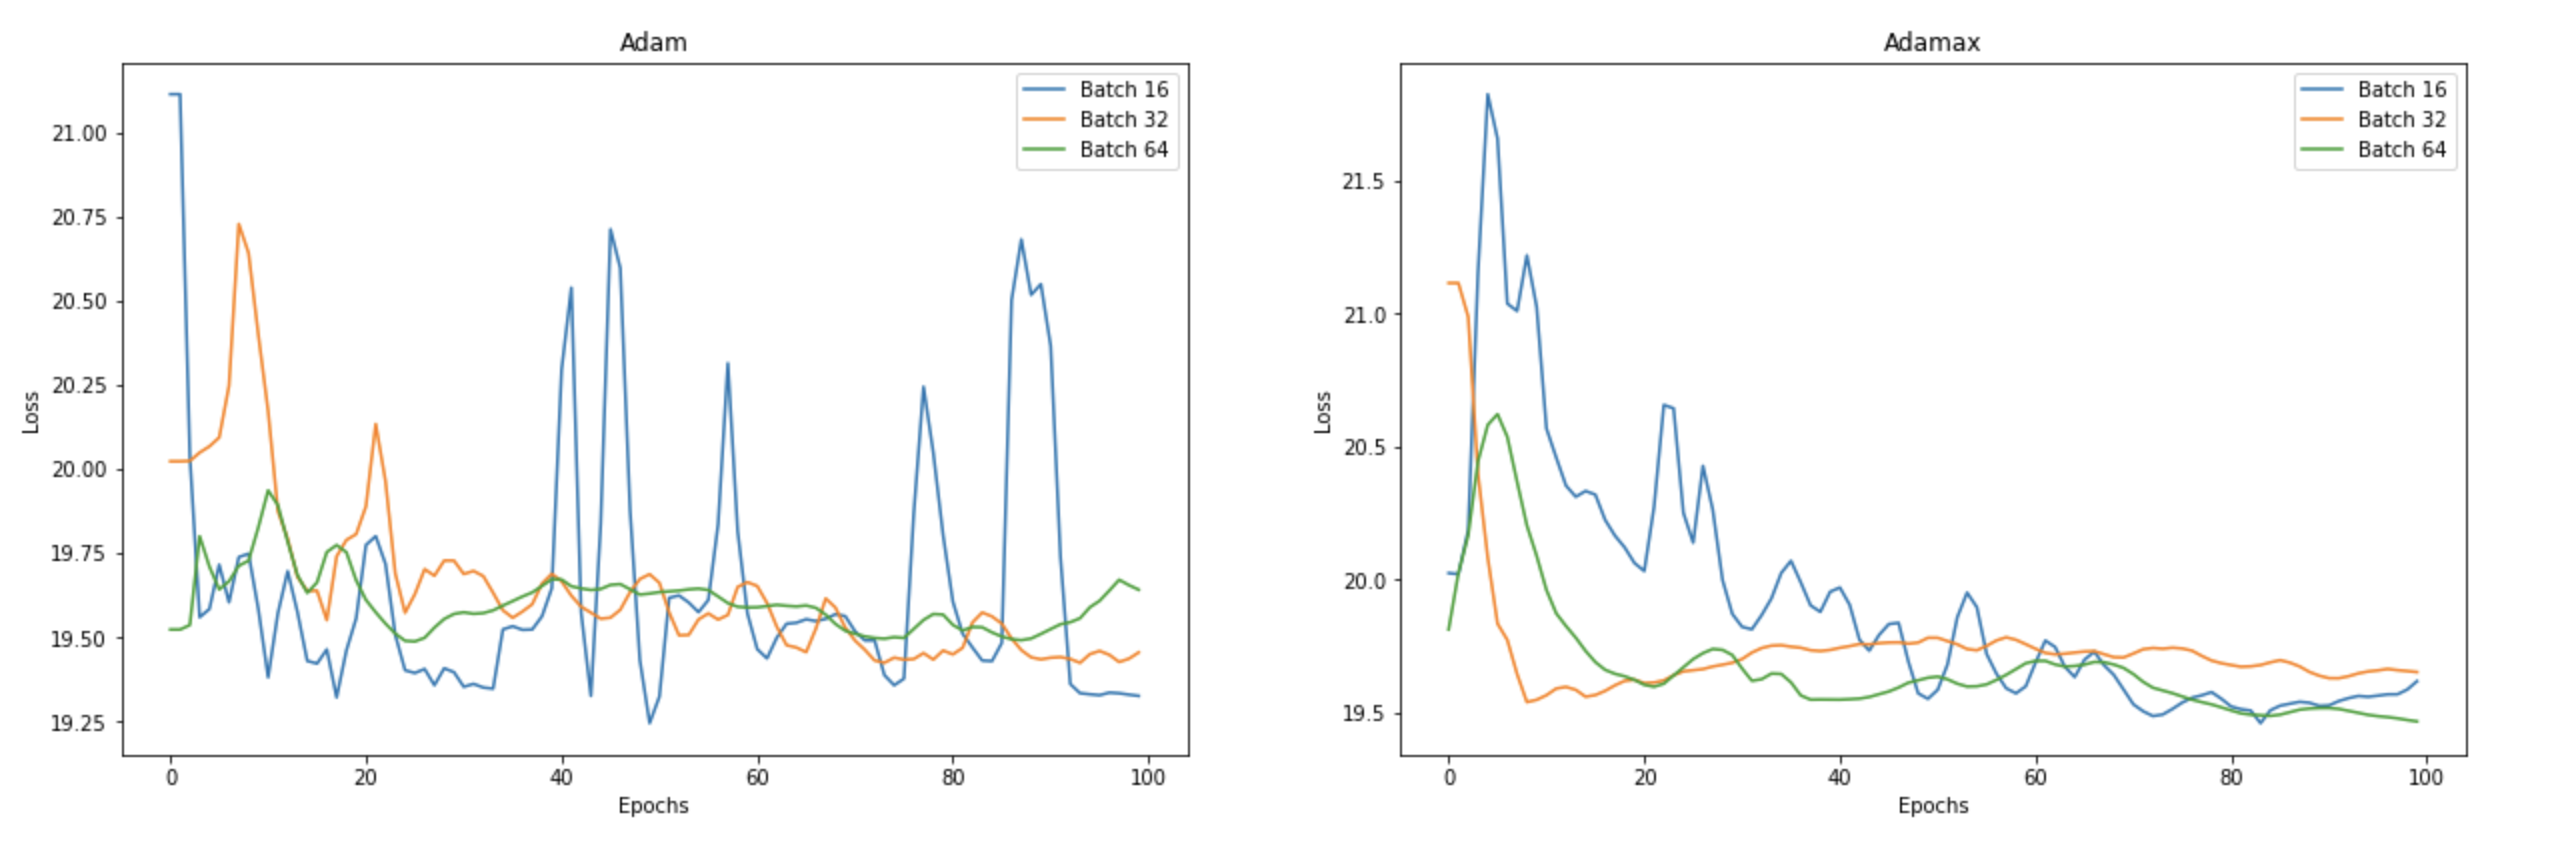 Adam
Loss
21.00
20.75
20.50
20.25
20.00
19.75
19.50
19.25
0 20 40 60 80 100
Epochs
Batch 16
Batch 32
Batch 64
Adamax
Loss
21.5
21.0
20.5
20.0
19.5
0 20 40 60 80 100
Epochs
Batch 16
Batch 32
Batch 64